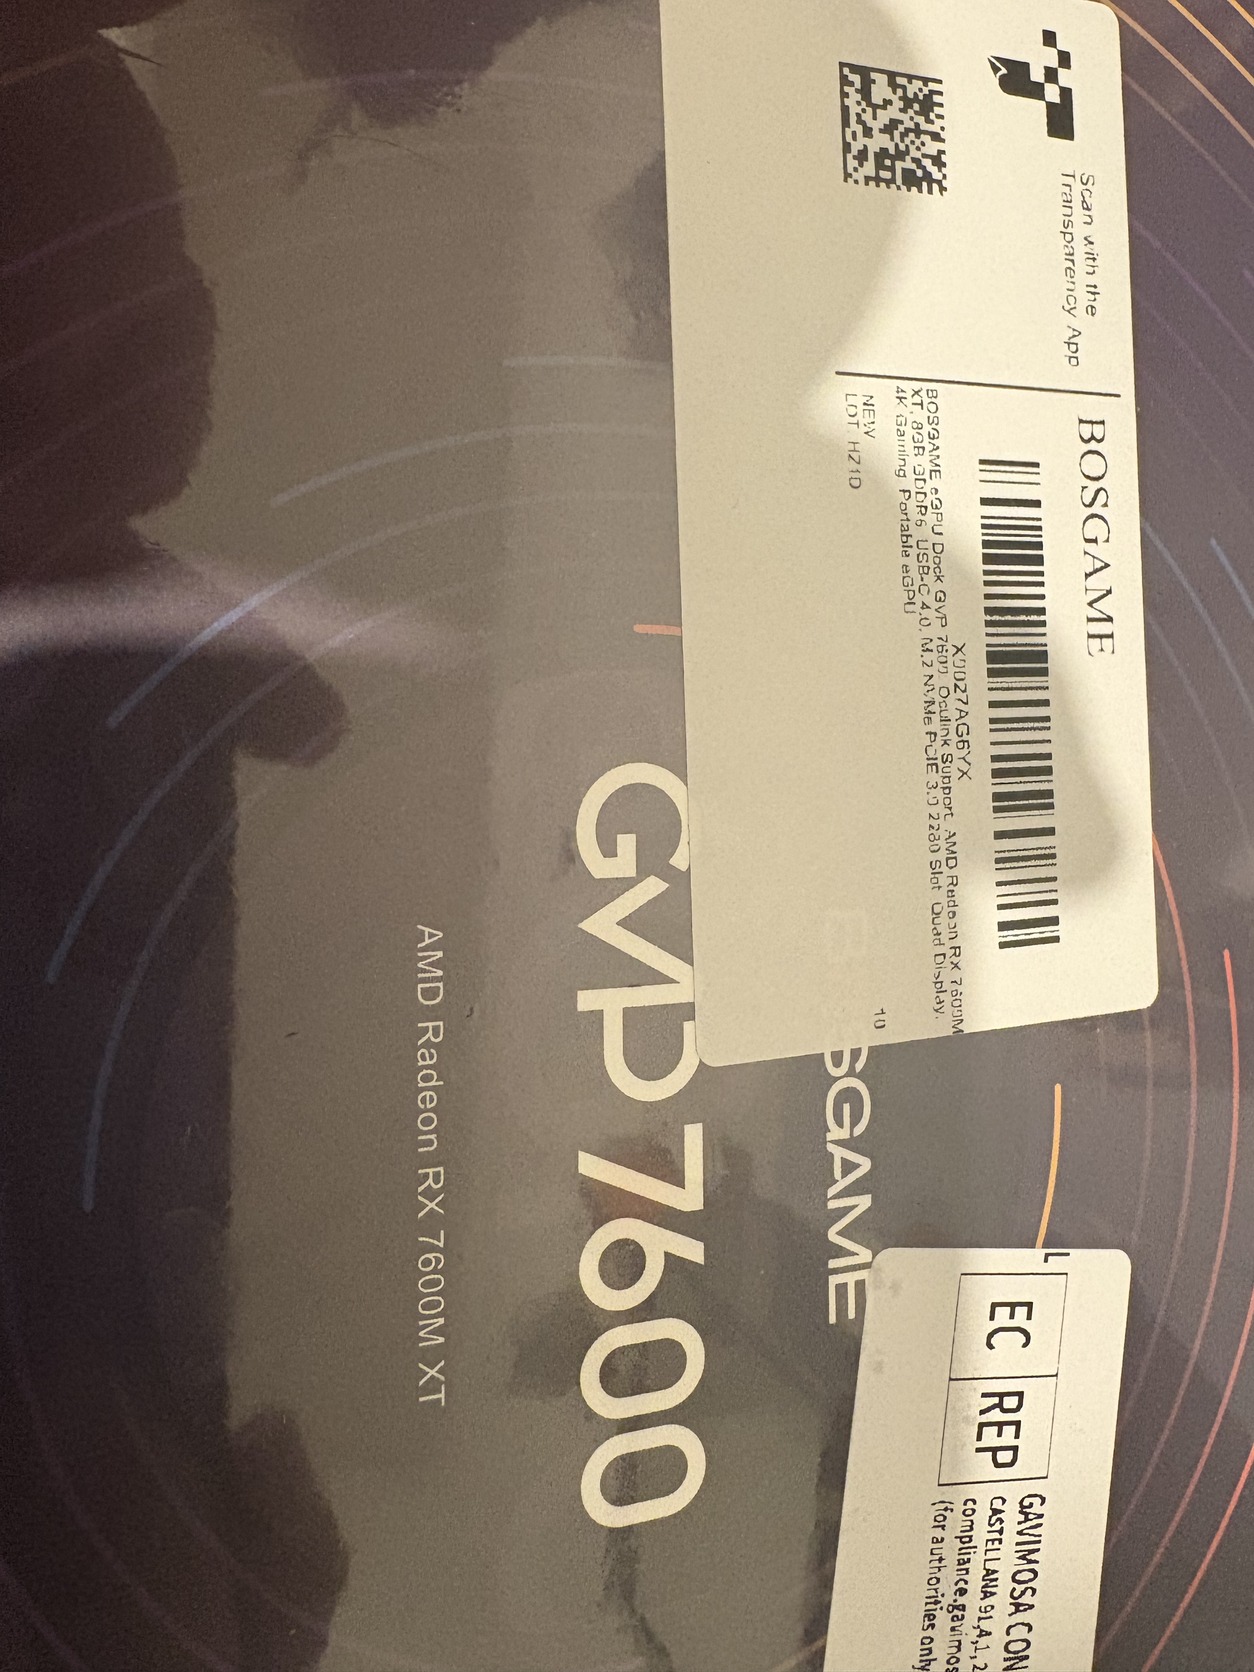 Scan with the
Transparency App
BOSGAME
X0027AG6YX
BOSGAME eGPU Dock GVP 7600, Oculink Support, AMD Radeon RX 7600M
XT, 8GB GDDR6, USB-C 4.0, M.2 NVMe PCIE 3.0 2280 Slot Quad Display,
4K Gaming Portable eGPU
NEW
LOT HZ1D
10
SGAME
GVP 7600
AMD Radeon RX 7600M XT
EC REP
GAVIMOSA CON
CASTELLANA 91,4,1, 2
compliance.gavimos
(for authorities only